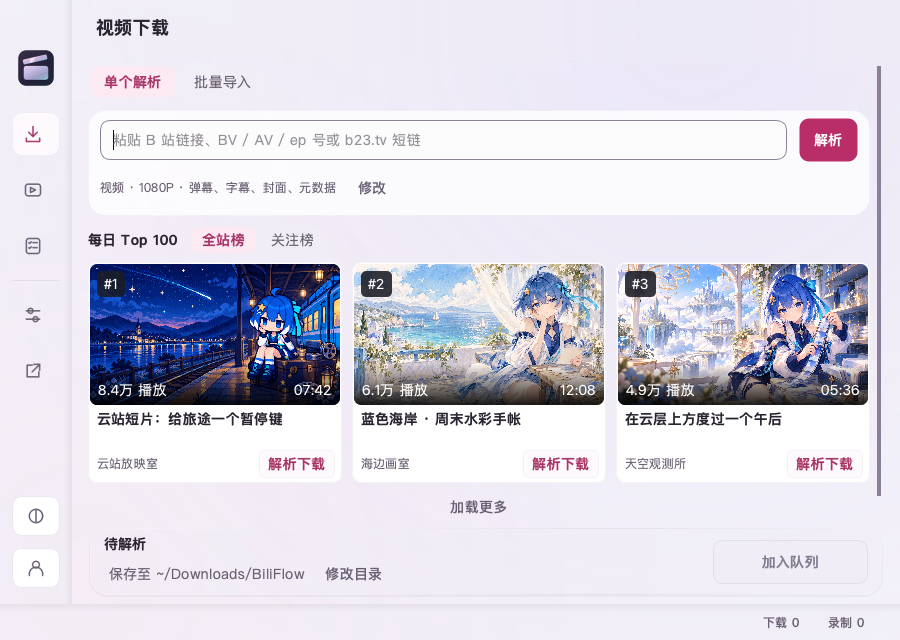 视频下载
单个解析 批量导入
粘贴 B 站链接、BV / AV / ep 号或 b23.tv 短链 解析
视频 · 1080P · 弹幕、字幕、封面、元数据 修改
每日 Top 100 全站榜 关注榜
#1 #2 #3
8.4万 播放 07:42 6.1万 播放 12:08 4.9万 播放 05:36
云站短片：给旅途一个暂停键 蓝色海岸 · 周末水彩手帐 在云层上方度过一个午后
云站放映室 解析下载 海边画室 解析下载 天空观测所 解析下载
加载更多
待解析
保存至 ~/Downloads/BiliFlow 修改目录 加入队列
下载 0 录制 0